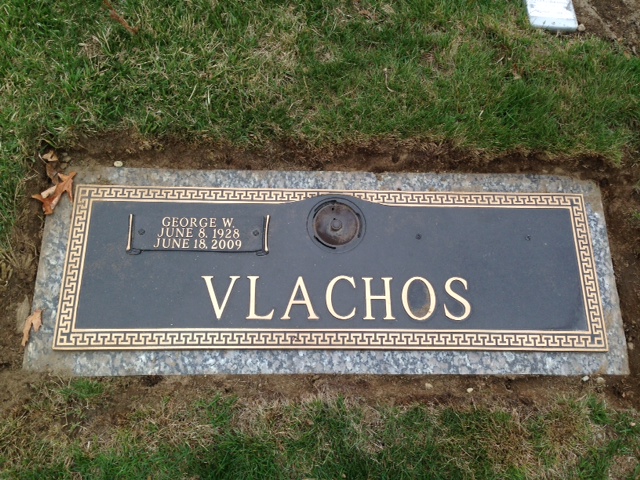 GEORGE W.
JUNE 8, 1928
JUNE 18, 2009
VLACHOS